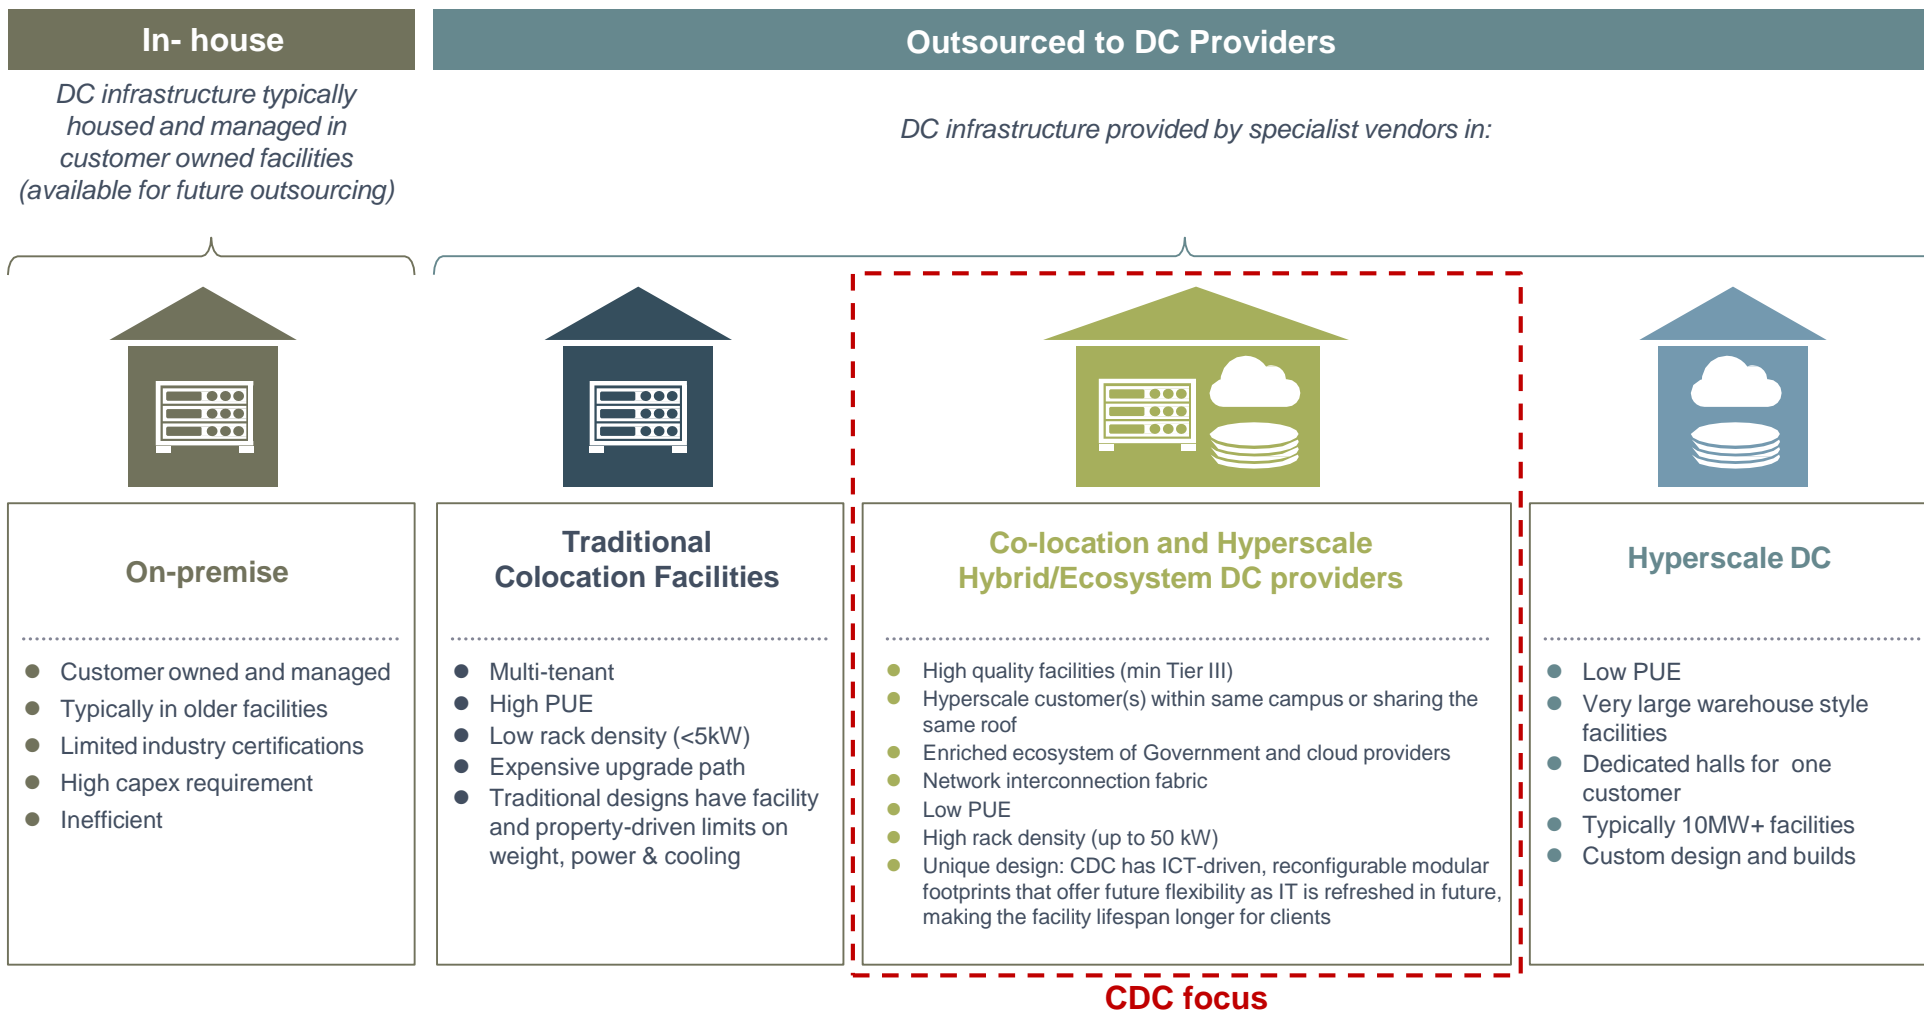 In- house
Outsourced to DC Providers
DC infrastructure typically
housed and managed in
customer owned facilities
(available for future outsourcing)
DC infrastructure provided by specialist vendors in:
On-premise
Customer owned and managed
Typically in older facilities
Limited industry certifications
High capex requirement
Inefficient
Traditional
Colocation Facilities
Multi-tenant
High PUE
Low rack density (<5kW)
Expensive upgrade path
Traditional designs have facility
and property-driven limits on
weight, power & cooling
Co-location and Hyperscale
Hybrid/Ecosystem DC providers
High quality facilities (min Tier III)
Hyperscale customer(s) within same campus or sharing the
same roof
Enriched ecosystem of Government and cloud providers
Network interconnection fabric
Low PUE
High rack density (up to 50 kW)
Unique design: CDC has ICT-driven, reconfigurable modular
footprints that offer future flexibility as IT is refreshed in future,
making the facility lifespan longer for clients
Hyperscale DC
Low PUE
Very large warehouse style
facilities
Dedicated halls for one
customer
Typically 10MW+ facilities
Custom design and builds
CDC focus